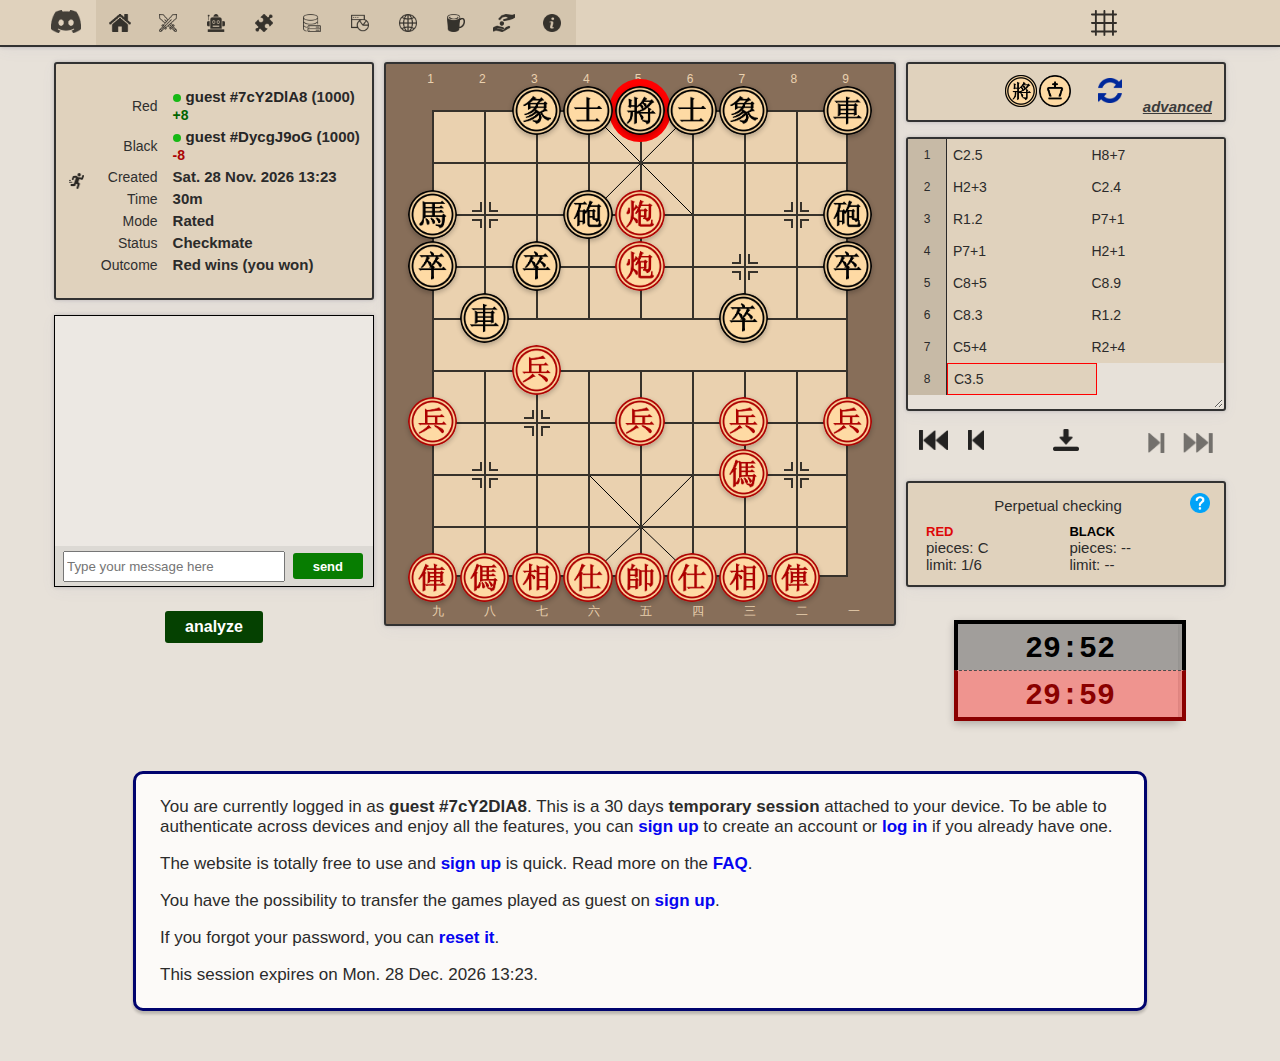 Red
guest #7cY2DlA8 (1000)
+8
Black
guest #DycgJ9oG (1000)
-8
Created Sat. 28 Nov. 2026 13:23
Time 30m
Mode Rated
Status Checkmate
Outcome Red wins (you won)
Type your message here
send
analyze
1 2 3 4 5 6 7 8 9
象 士 將 士 象 車
馬 砲 炮 砲
卒 卒 炮 卒
車 卒
兵
兵 兵 兵 兵
傌
俥 傌 相 仕 帥 仕 相 俥
九 八 七 六 五 四 三 二 一
將
advanced
1 C2.5 H8+7
2 H2+3 C2.4
3 R1.2 P7+1
4 P7+1 H2+1
5 C8+5 C8.9
6 C8.3 R1.2
7 C5+4 R2+4
8 C3.5
Perpetual checking
?
RED BLACK
pieces: C pieces: --
limit: 1/6 limit: --
29:52
29:59
You are currently logged in as guest #7cY2DlA8. This is a 30 days temporary session attached to your device. To be able to
authenticate across devices and enjoy all the features, you can sign up to create an account or log in if you already have one.
The website is totally free to use and sign up is quick. Read more on the FAQ.
You have the possibility to transfer the games played as guest on sign up.
If you forgot your password, you can reset it.
This session expires on Mon. 28 Dec. 2026 13:23.